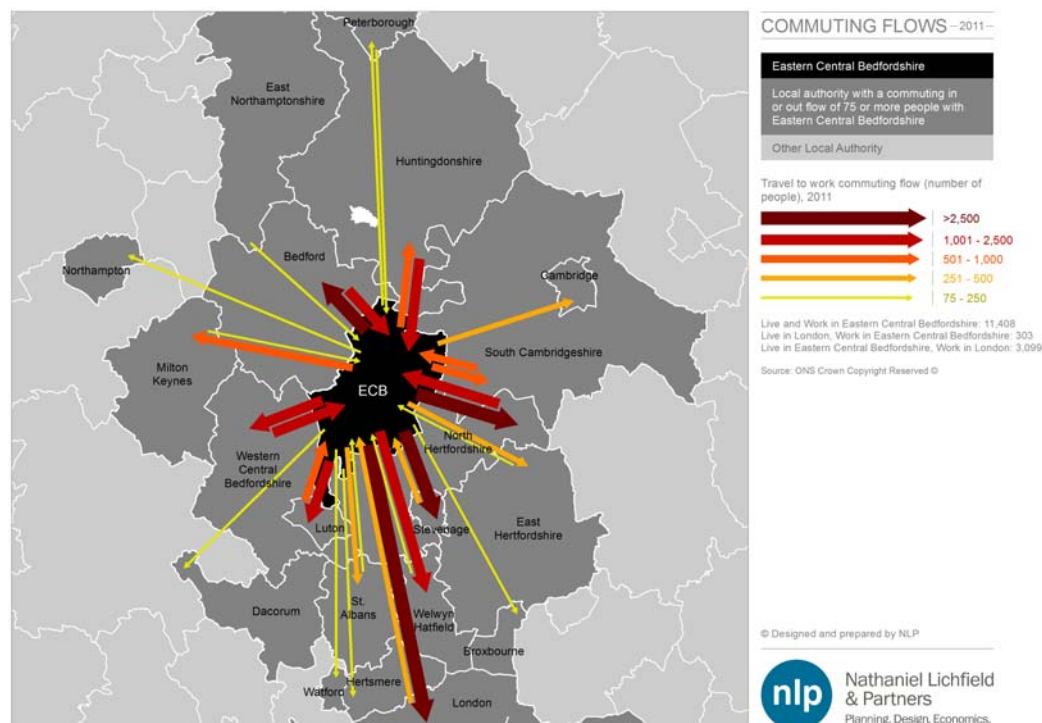 Peterborough
East
Northamptonshire
Huntingdonshire
Bedford
Northampton
Cambridge
Milton
Keynes
South Cambridgeshire
ECB
North
Hertfordshire
Western
Central
Bedfordshire
Luton
Stevenage
East
Hertfordshire
Dacorum
St.
Albans
Welwyn
Hatfield
Broxbourne
Watford
Hertsmere
London
COMMUTING FLOWS – 2011 –
Eastern Central Bedfordshire
Local authority with a commuting in
or out flow of 75 or more people with
Eastern Central Bedfordshire
Other Local Authority
Travel to work commuting flow (number of
people), 2011
>2,500
1,001 - 2,500
501 - 1,000
251 - 500
75 - 250
Live and Work in Eastern Central Bedfordshire: 11,408
Live in London, Work in Eastern Central Bedfordshire: 303
Live in Eastern Central Bedfordshire, Work in London: 3,099
Source: ONS Crown Copyright Reserved ©
© Designed and prepared by NLP
nlp
Nathaniel Lichfield
& Partners
Planning. Design. Economics.